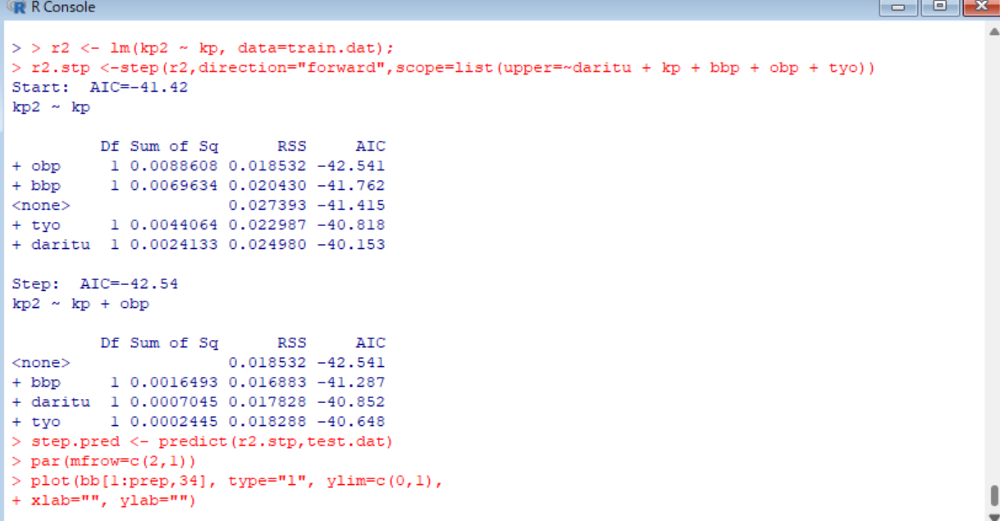 R Console
> > r2 <- lm(kp2 ~ kp, data=train.dat);
> r2.stp <-step(r2,direction="forward",scope=list(upper=~daritu + kp + bbp + obp + tyo))
Start:  AIC=-41.42
kp2 ~ kp
         Df Sum of Sq      RSS     AIC
+ obp     1 0.0088608 0.018532 -42.541
+ bbp     1 0.0069634 0.020430 -41.762
<none>                0.027393 -41.415
+ tyo     1 0.0044064 0.022987 -40.818
+ daritu  1 0.0024133 0.024980 -40.153
Step:  AIC=-42.54
kp2 ~ kp + obp
         Df Sum of Sq      RSS     AIC
<none>                0.018532 -42.541
+ bbp     1 0.0016493 0.016883 -41.287
+ daritu  1 0.0007045 0.017828 -40.852
+ tyo     1 0.0002445 0.018288 -40.648
> step.pred <- predict(r2.stp,test.dat)
> par(mfrow=c(2,1))
> plot(bb[1:prep,34], type="l", ylim=c(0,1),
+ xlab="", ylab="")